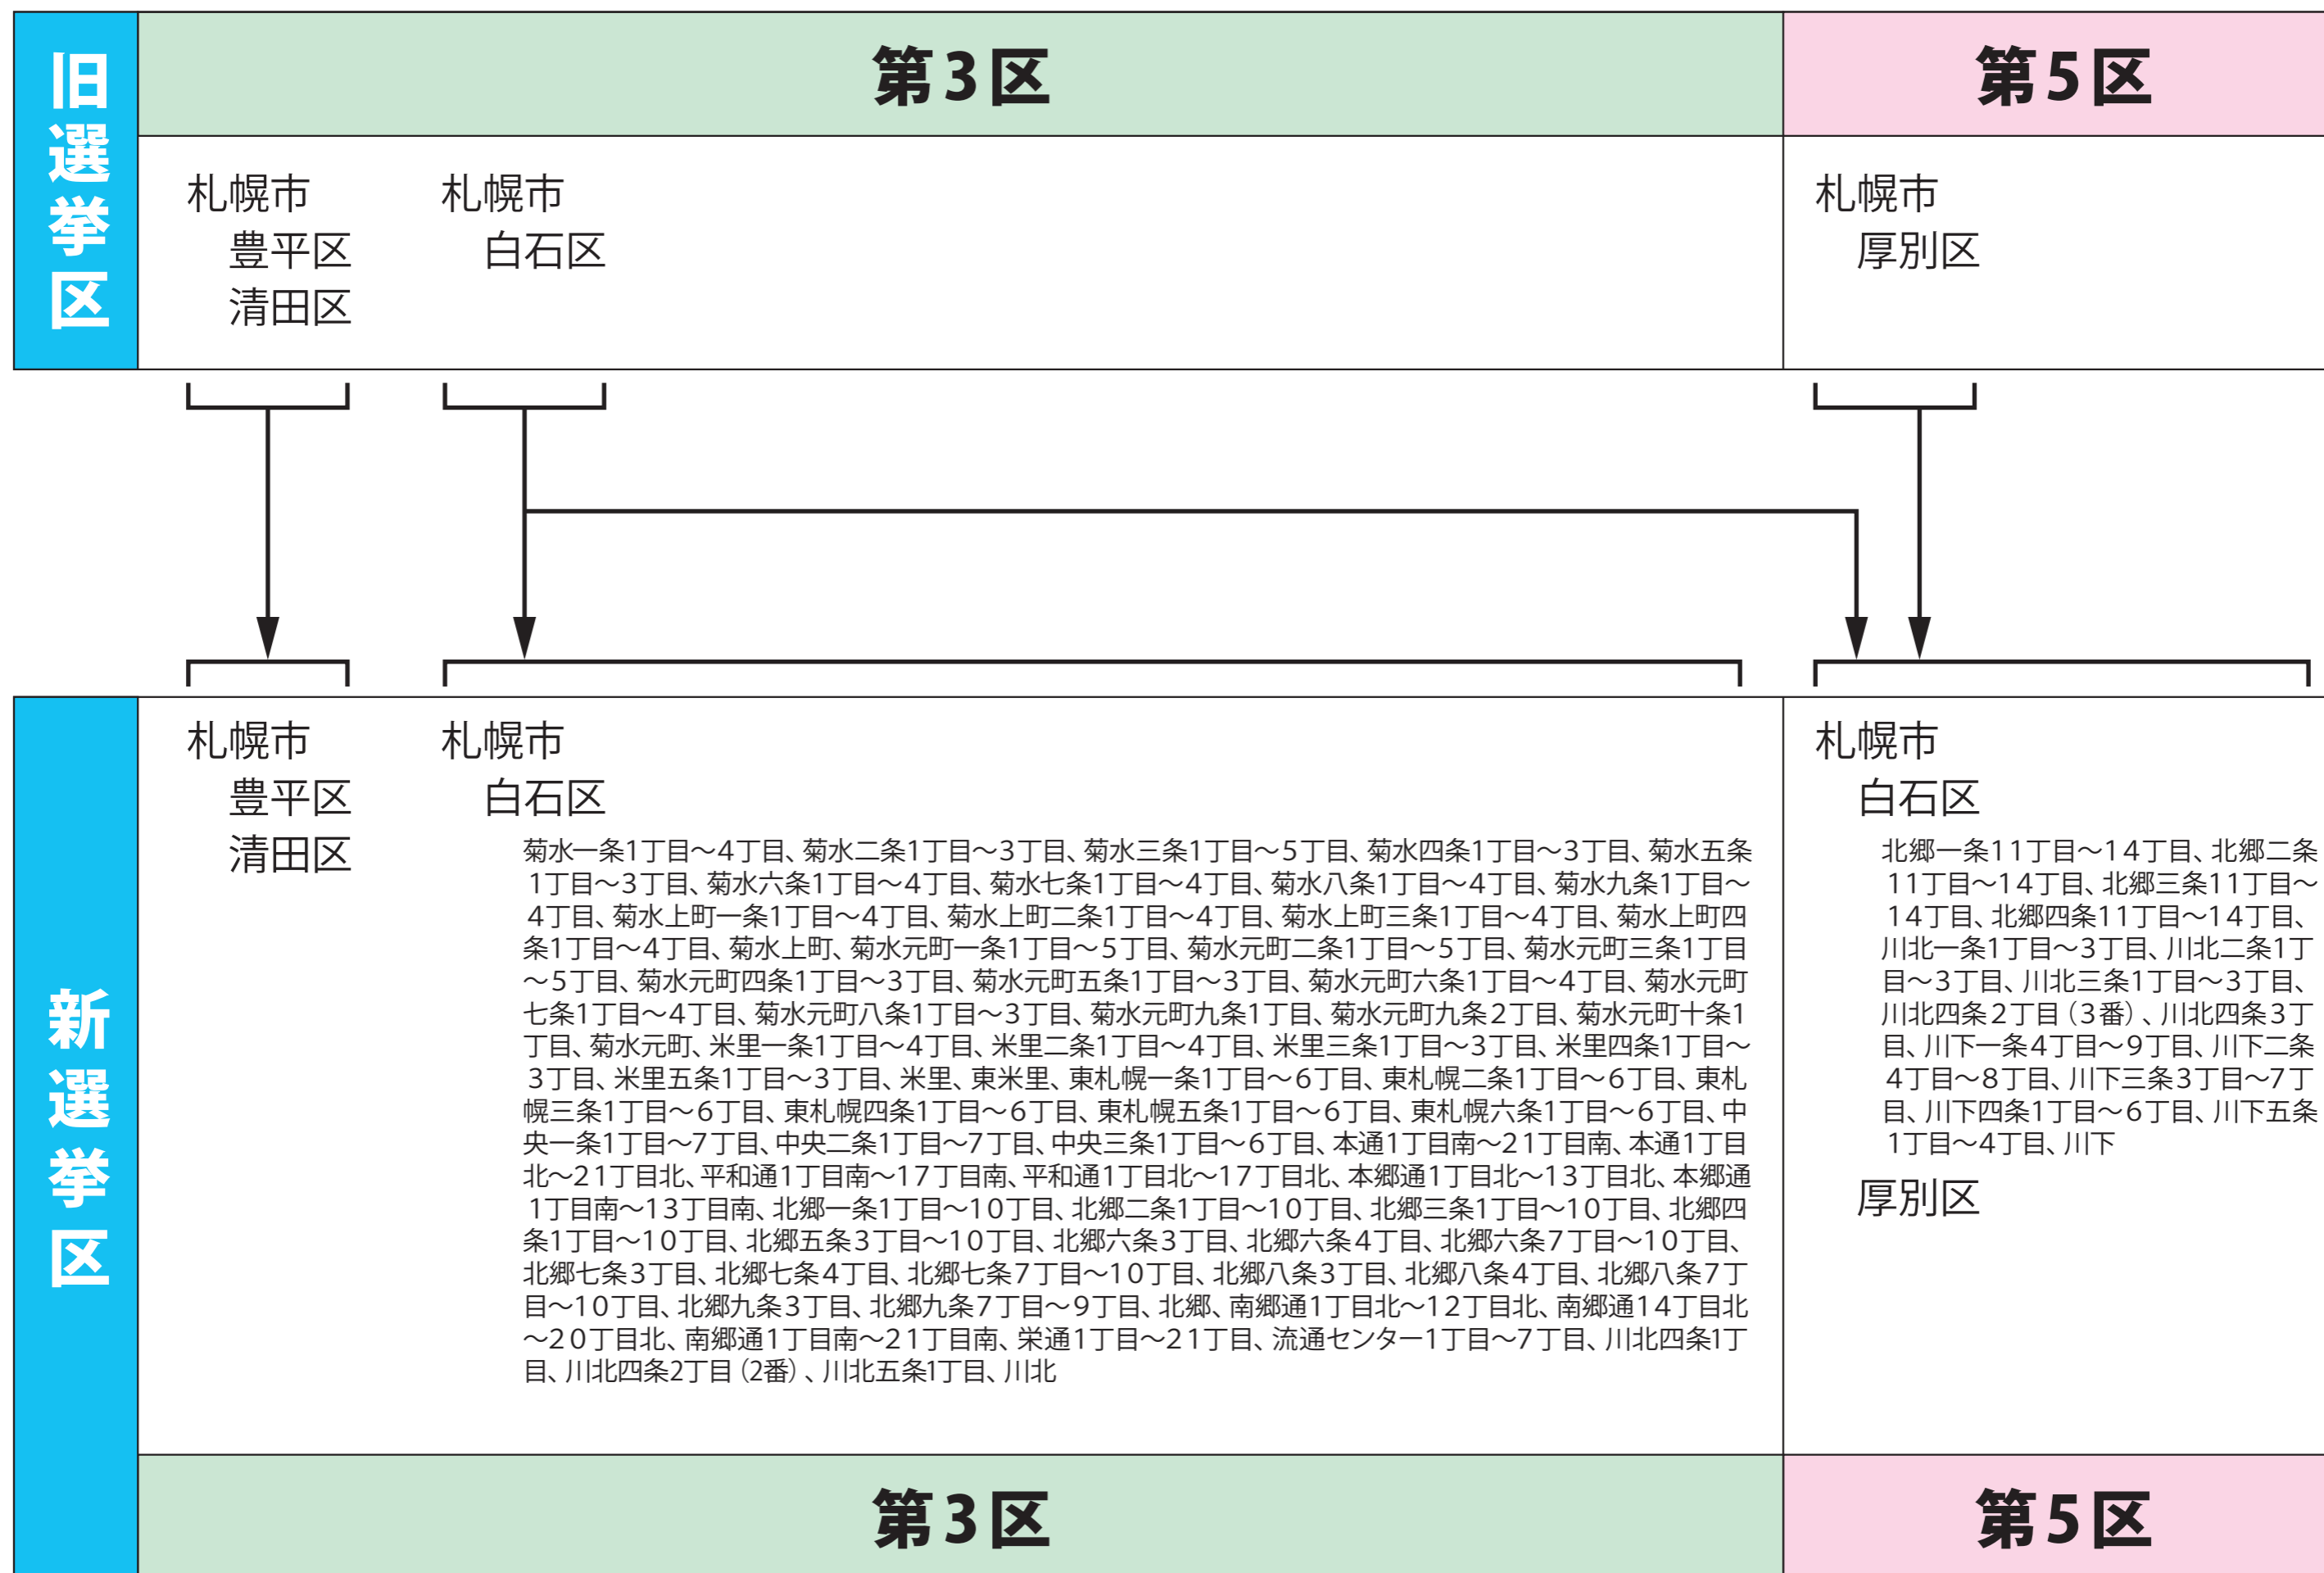 旧選挙区
第3区
第5区
札幌市
豊平区
清田区
札幌市
白石区
札幌市
厚別区
新選挙区
札幌市
豊平区
清田区
札幌市
白石区
菊水一条1丁目～4丁目、菊水二条1丁目～3丁目、菊水三条1丁目～5丁目、菊水四条1丁目～3丁目、菊水五条
1丁目～3丁目、菊水六条1丁目～4丁目、菊水七条1丁目～4丁目、菊水八条1丁目～4丁目、菊水九条1丁目～
4丁目、菊水上町一条1丁目～4丁目、菊水上町二条1丁目～4丁目、菊水上町三条1丁目～4丁目、菊水上町四
条1丁目～4丁目、菊水上町、菊水元町一条1丁目～5丁目、菊水元町二条1丁目～5丁目、菊水元町三条1丁目
～5丁目、菊水元町四条1丁目～3丁目、菊水元町五条1丁目～3丁目、菊水元町六条1丁目～4丁目、菊水元町
七条1丁目～4丁目、菊水元町八条1丁目～3丁目、菊水元町九条1丁目、菊水元町九条2丁目、菊水元町十条1
丁目、菊水元町、米里一条1丁目～4丁目、米里二条1丁目～4丁目、米里三条1丁目～3丁目、米里四条1丁目～
3丁目、米里五条1丁目～3丁目、米里、東米里、東札幌一条1丁目～6丁目、東札幌二条1丁目～6丁目、東札
幌三条1丁目～6丁目、東札幌四条1丁目～6丁目、東札幌五条1丁目～6丁目、東札幌六条1丁目～6丁目、中
央一条1丁目～7丁目、中央二条1丁目～7丁目、中央三条1丁目～6丁目、本通1丁目南～21丁目南、本通1丁目
北～21丁目北、平和通1丁目南～17丁目南、平和通1丁目北～17丁目北、本郷通1丁目北～13丁目北、本郷通
1丁目南～13丁目南、北郷一条1丁目～10丁目、北郷二条1丁目～10丁目、北郷三条1丁目～10丁目、北郷四
条1丁目～10丁目、北郷五条3丁目～10丁目、北郷六条3丁目、北郷六条4丁目、北郷六条7丁目～10丁目、
北郷七条3丁目、北郷七条4丁目、北郷七条7丁目～10丁目、北郷八条3丁目、北郷八条4丁目、北郷八条7丁
目～10丁目、北郷九条3丁目、北郷九条7丁目～9丁目、北郷、南郷通1丁目北～12丁目北、南郷通14丁目北
～20丁目北、南郷通1丁目南～21丁目南、栄通1丁目～21丁目、流通センター1丁目～7丁目、川北四条1丁
目、川北四条2丁目（2番）、川北五条1丁目、川北
札幌市
白石区
北郷一条11丁目～14丁目、北郷二条
11丁目～14丁目、北郷三条11丁目～
14丁目、北郷四条11丁目～14丁目、
川北一条1丁目～3丁目、川北二条1丁
目～3丁目、川北三条1丁目～3丁目、
川北四条2丁目（3番）、川北四条3丁
目、川下一条4丁目～9丁目、川下二条
4丁目～8丁目、川下三条3丁目～7丁
目、川下四条1丁目～6丁目、川下五条
1丁目～4丁目、川下
厚別区
第3区
第5区